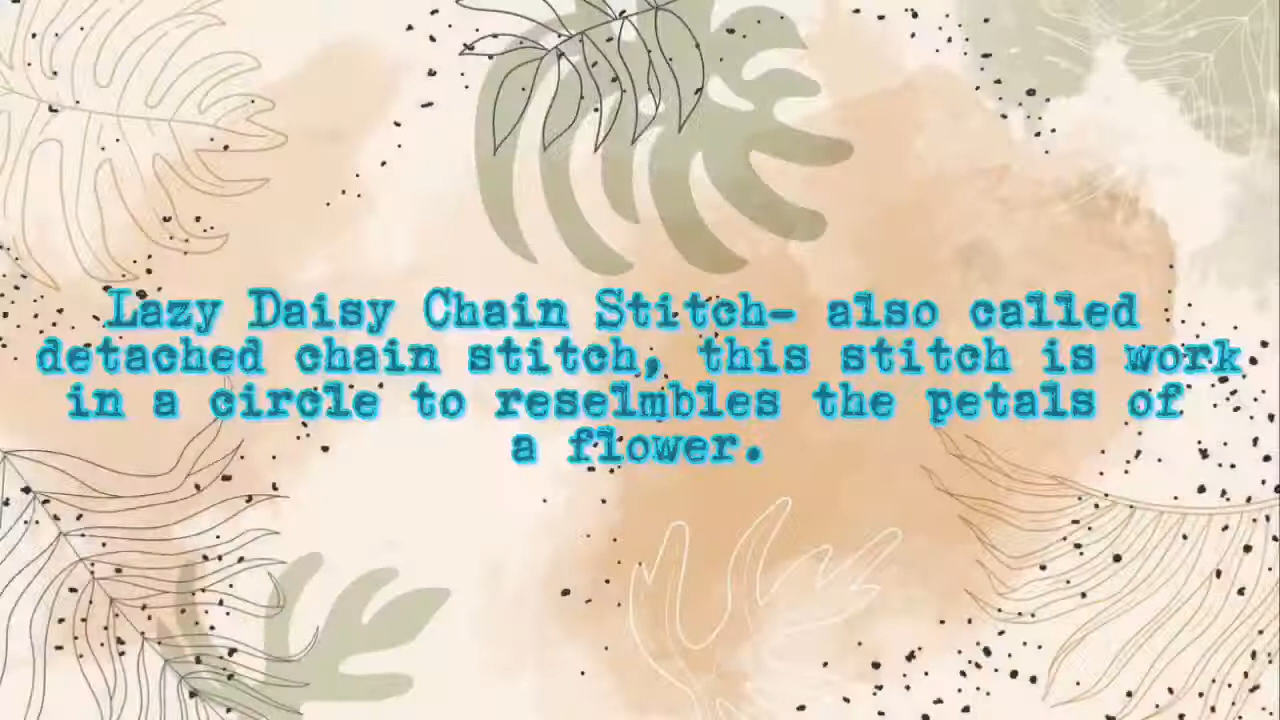 Lazy Daisy Chain Stitch- also called
detached chain stitch, this stitch is work
in a circle to reselmbles the petals of
a flower.